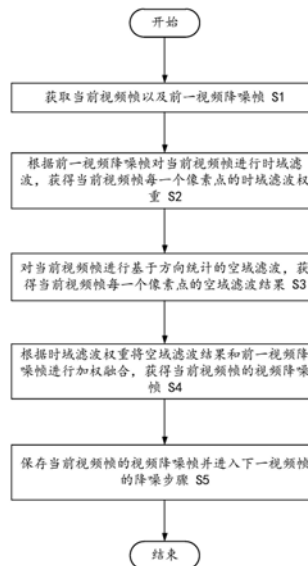 开始
获取当前视频帧以及前一视频降噪帧 S1
根据前一视频降噪帧对当前视频帧进行时域滤
波，获得当前视频帧每一个像素点的时域滤波权
重 S2
对当前视频帧进行基于方向统计的空域滤波，获
得当前视频帧每一个像素点的空域滤波结果 S3
根据时域滤波权重将空域滤波结果和前一视频降
噪帧进行加权融合，获得当前视频帧的视频降噪
帧 S4
保存当前视频帧的视频降噪帧并进入下一视频帧
的降噪步骤 S5
结束